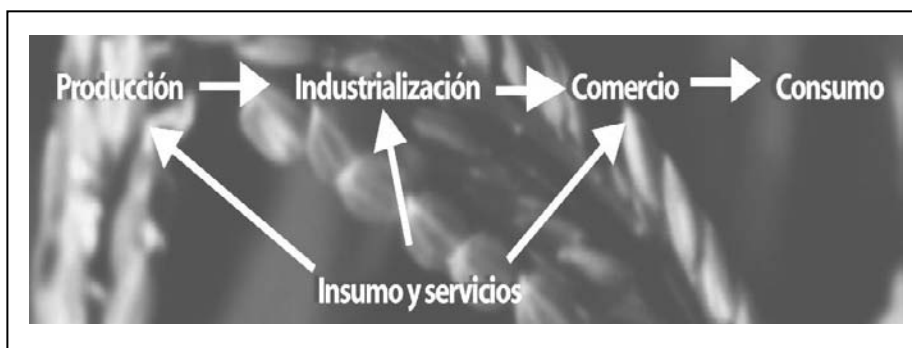 Producción Industrialización Comercio Consumo
Insumo y servicios